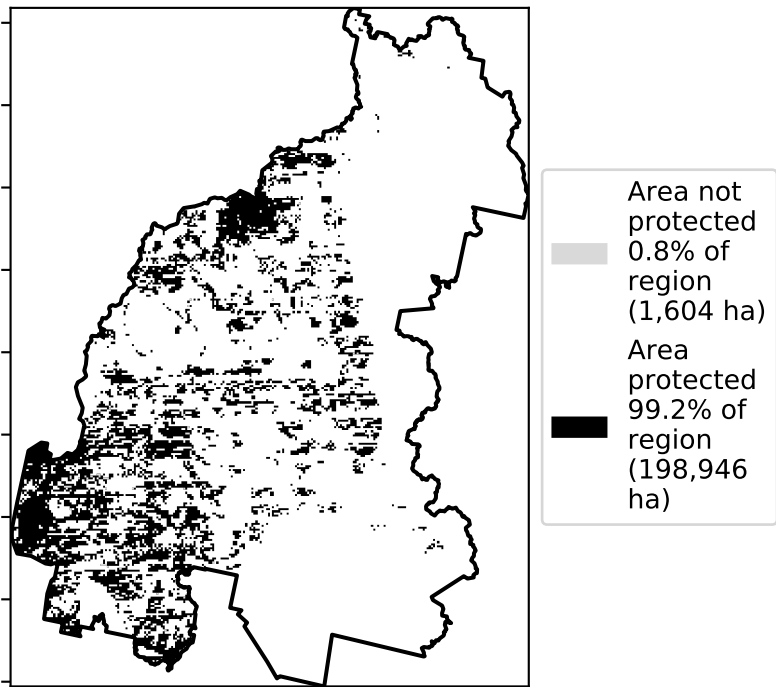 Area not
protected
0.8% of
region
(1,604 ha)
Area
protected
99.2% of
region
(198,946
ha)